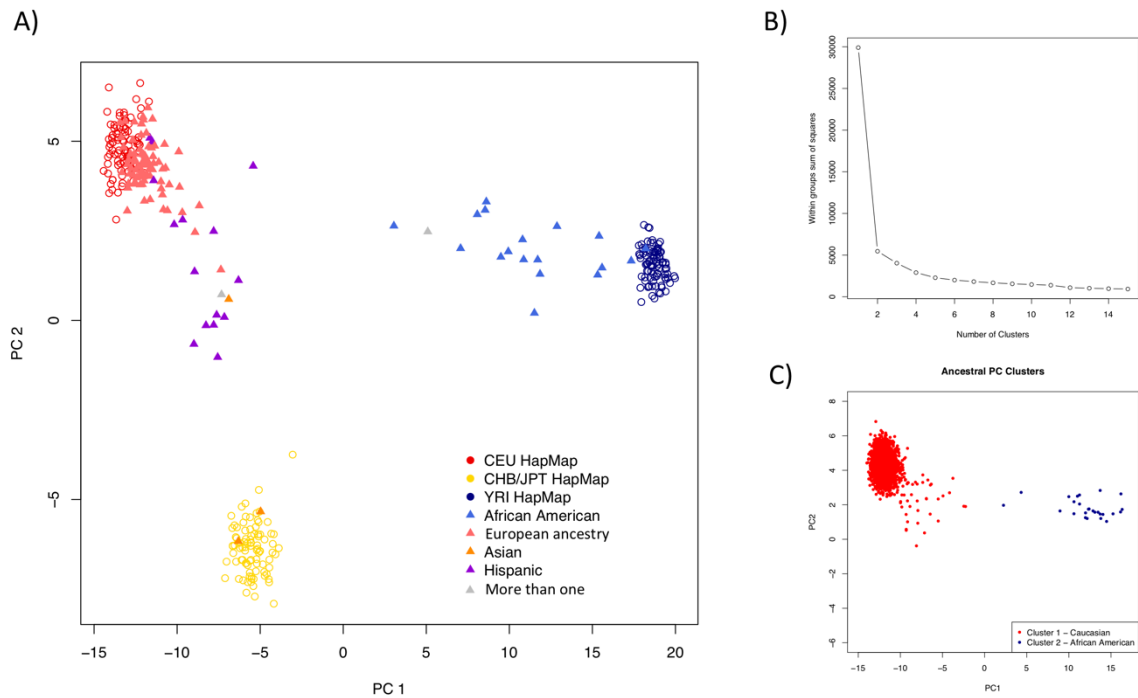 A)
PC 2
5
0
−5
−15
−10
−5
0
5
10
15
20
PC 1
CEU HapMap
CHB/JPT HapMap
YRI HapMap
African American
European ancestry
Asian
Hispanic
More than one
B)
Within groups sum of squares
30000
25000
20000
15000
10000
5000
0
2
4
6
8
10
12
14
Number of Clusters
C)
Ancestral PC Clusters
PC2
8
6
4
2
0
−2
−4
−6
−15
−10
−5
0
5
10
15
PC1
Cluster 1 − Caucasian
Cluster 2 − African American